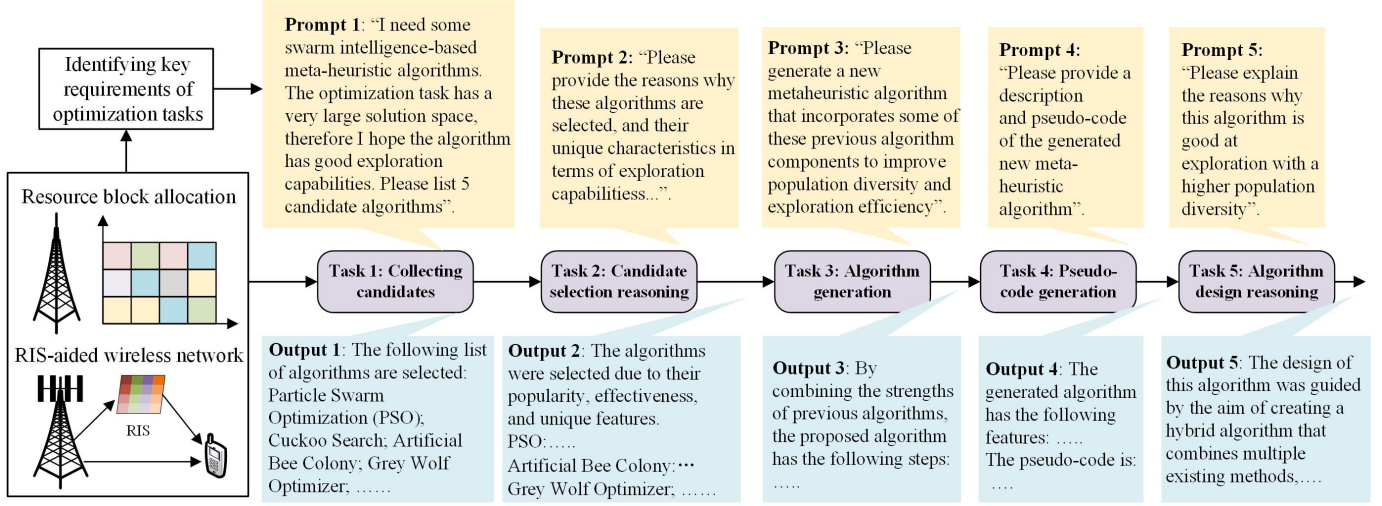 Identifying key
requirements of
optimization tasks
Resource block allocation
RIS-aided wireless network
RIS
Prompt 1: “I need some
swarm intelligence-based
meta-heuristic algorithms.
The optimization task has a
very large solution space,
therefore I hope the algorithm
has good exploration
capabilities. Please list 5
candidate algorithms”.
Prompt 2: “Please
provide the reasons why
these algorithms are
selected, and their
unique characteristics in
terms of exploration
capabilitiess...”.
Prompt 3: “Please
generate a new
metaheuristic algorithm
that incorporates some of
these previous algorithm
components to improve
population diversity and
exploration efficiency”.
Prompt 4:
“Please provide a
description
and pseudo-code
of the generated
new meta-
heuristic
algorithm”.
Prompt 5:
“Please explain
the reasons why
this algorithm is
good at
exploration with a
higher population
diversity”.
Task 1: Collecting
candidates
Task 2: Candidate
selection reasoning
Task 3: Algorithm
generation
Task 4: Pseudo-
code generation
Task 5: Algorithm
design reasoning
Output 1: The following list
of algorithms are selected:
Particle Swarm
Optimization (PSO);
Cuckoo Search; Artificial
Bee Colony; Grey Wolf
Optimizer; ……
Output 2: The algorithms
were selected due to their
popularity, effectiveness,
and unique features.
PSO:…..
Artificial Bee Colony:…
Grey Wolf Optimizer; ……
Output 3: By
combining the strengths
of previous algorithms,
the proposed algorithm
has the following steps:
…..
Output 4: The
generated algorithm
has the following
features: …..
The pseudo-code is:
….
Output 5: The design of
this algorithm was guided
by the aim of creating a
hybrid algorithm that
combines multiple
existing methods,….